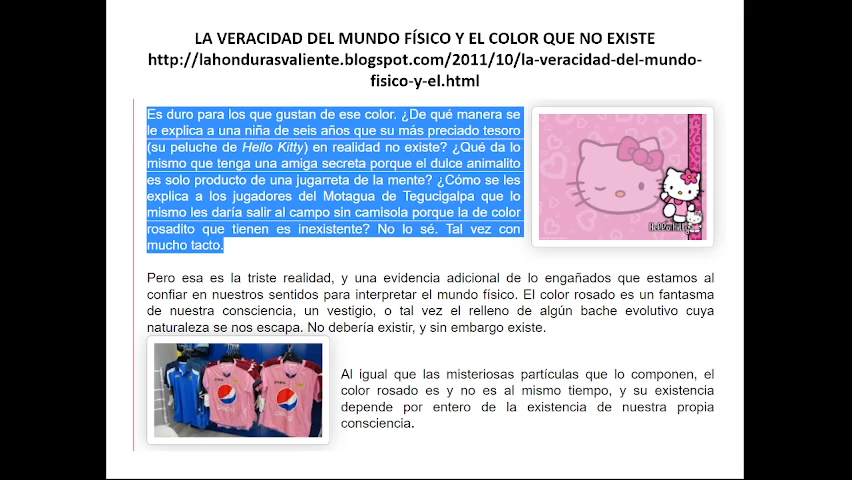 LA VERACIDAD DEL MUNDO FÍSICO Y EL COLOR QUE NO EXISTE
http://lahondurasvaliente.blogspot.com/2011/10/la-veracidad-del-mundo-
fisico-y-el.html
Es duro para los que gustan de ese color. ¿De qué manera se
le explica a una niña de seis años que su más preciado tesoro
(su peluche de Hello Kitty) en realidad no existe? ¿Qué da lo
mismo que tenga una amiga secreta porque el dulce animalito
es solo producto de una jugarreta de la mente? ¿Cómo se les
explica a los jugadores del Motagua de Tegucigalpa que lo
mismo les daría salir al campo sin camisola porque la de color
rosadito que tienen es inexistente? No lo sé. Tal vez con
mucho tacto.
Hello Kitty
Pero esa es la triste realidad, y una evidencia adicional de lo engañados que estamos al
confiar en nuestros sentidos para interpretar el mundo físico. El color rosado es un fantasma
de nuestra consciencia, un vestigio, o tal vez el relleno de algún bache evolutivo cuya
naturaleza se nos escapa. No debería existir, y sin embargo existe.
Al igual que las misteriosas partículas que lo componen, el
color rosado es y no es al mismo tiempo, y su existencia
depende por entero de la existencia de nuestra propia
consciencia.